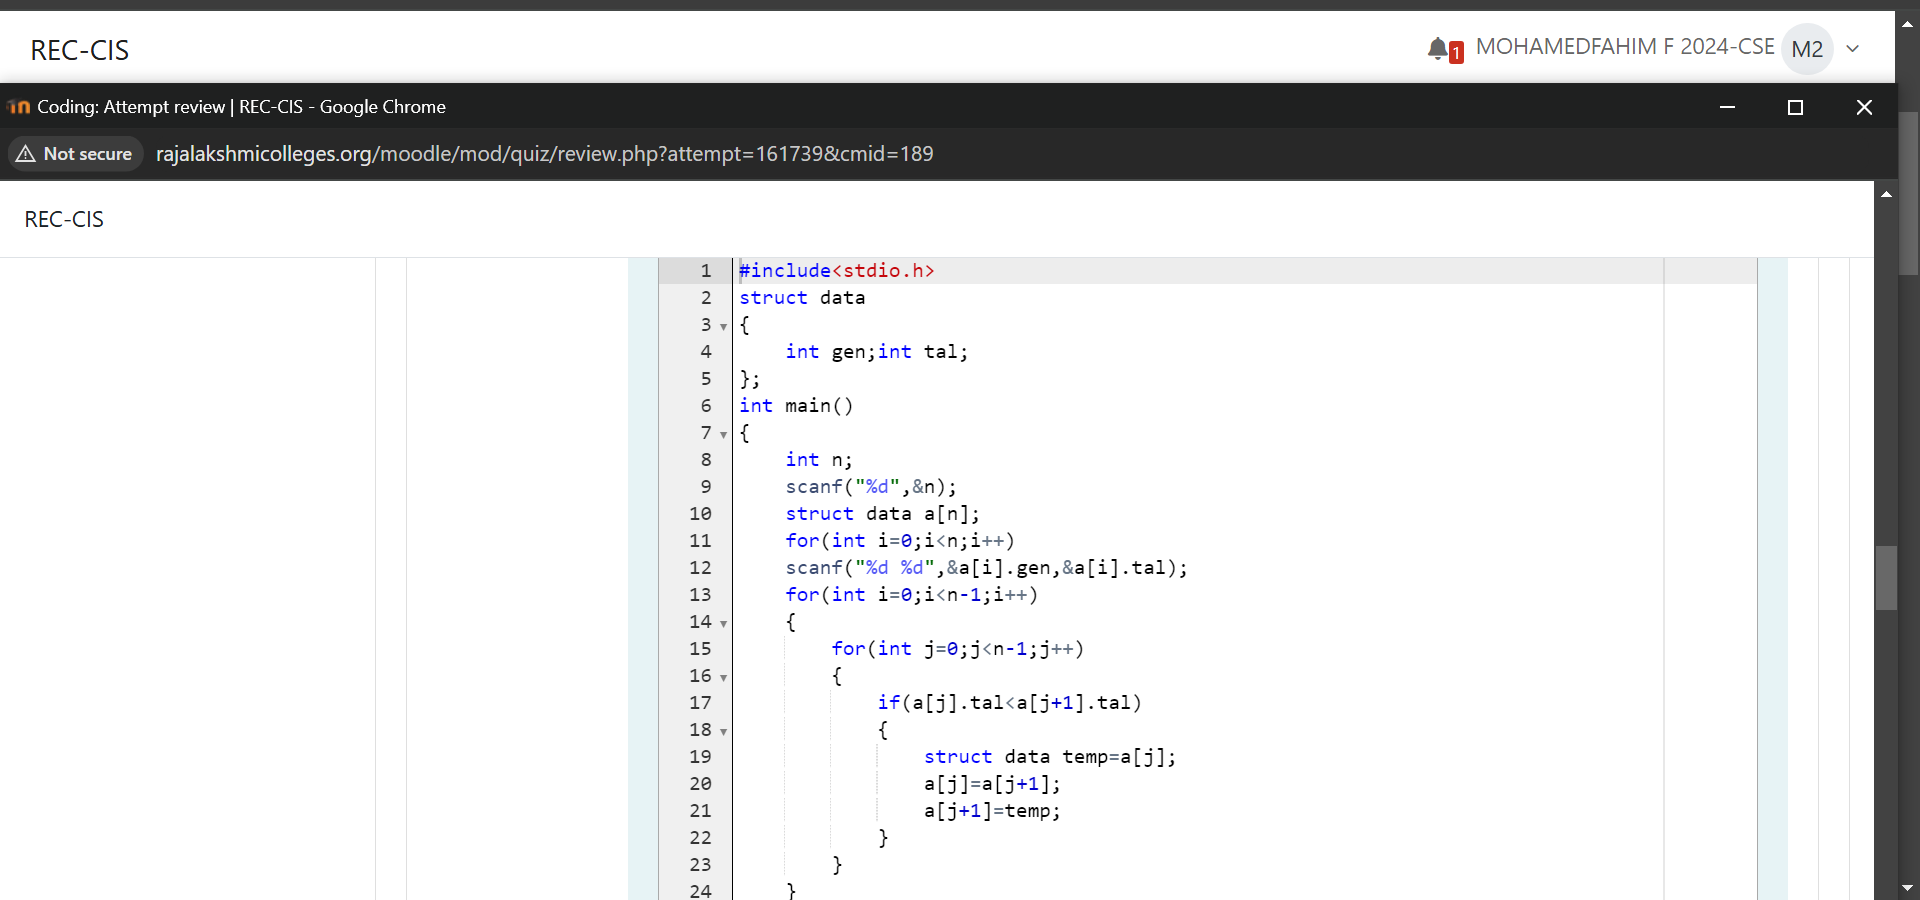 REC-CIS
1 MOHAMEDFAHIM F 2024-CSE M2
Coding: Attempt review | REC-CIS - Google Chrome
Not secure rajalakshmicolleges.org/moodle/mod/quiz/review.php?attempt=161739&cmid=189
REC-CIS
1 #include<stdio.h>
2 struct data
3 {
4     int gen;int tal;
5 };
6 int main()
7 {
8     int n;
9     scanf("%d",&n);
10     struct data a[n];
11     for(int i=0;i<n;i++)
12     scanf("%d %d",&a[i].gen,&a[i].tal);
13     for(int i=0;i<n-1;i++)
14     {
15         for(int j=0;j<n-1;j++)
16         {
17             if(a[j].tal<a[j+1].tal)
18             {
19                 struct data temp=a[j];
20                 a[j]=a[j+1];
21                 a[j+1]=temp;
22             }
23         }
24     }